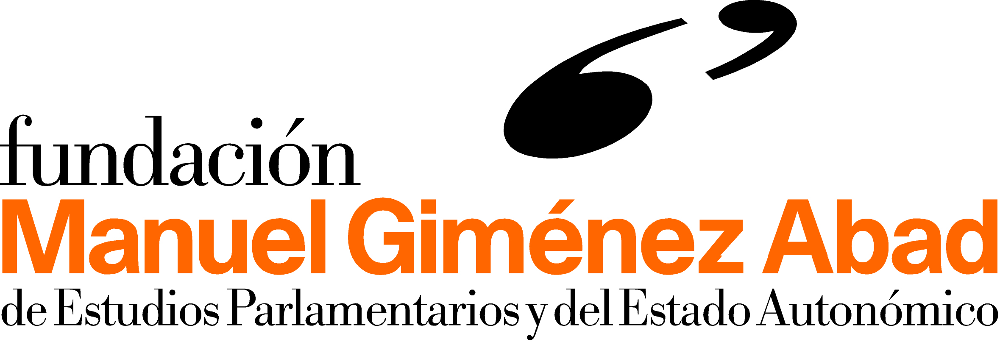 fundación
Manuel Giménez Abad
de Estudios Parlamentarios y del Estado Autonómico